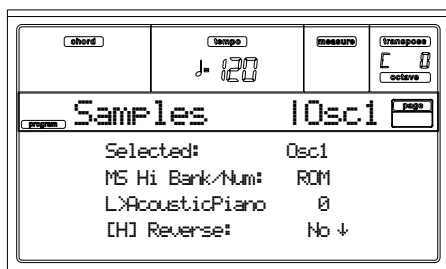 chord tempo measure transpose
♩= 120 C 0
octave
program Samples |Osc1 page
Selected: Osc1
MS Hi Bank/Num: ROM
L>AcousticPiano 0
[H] Reverse: No ↓